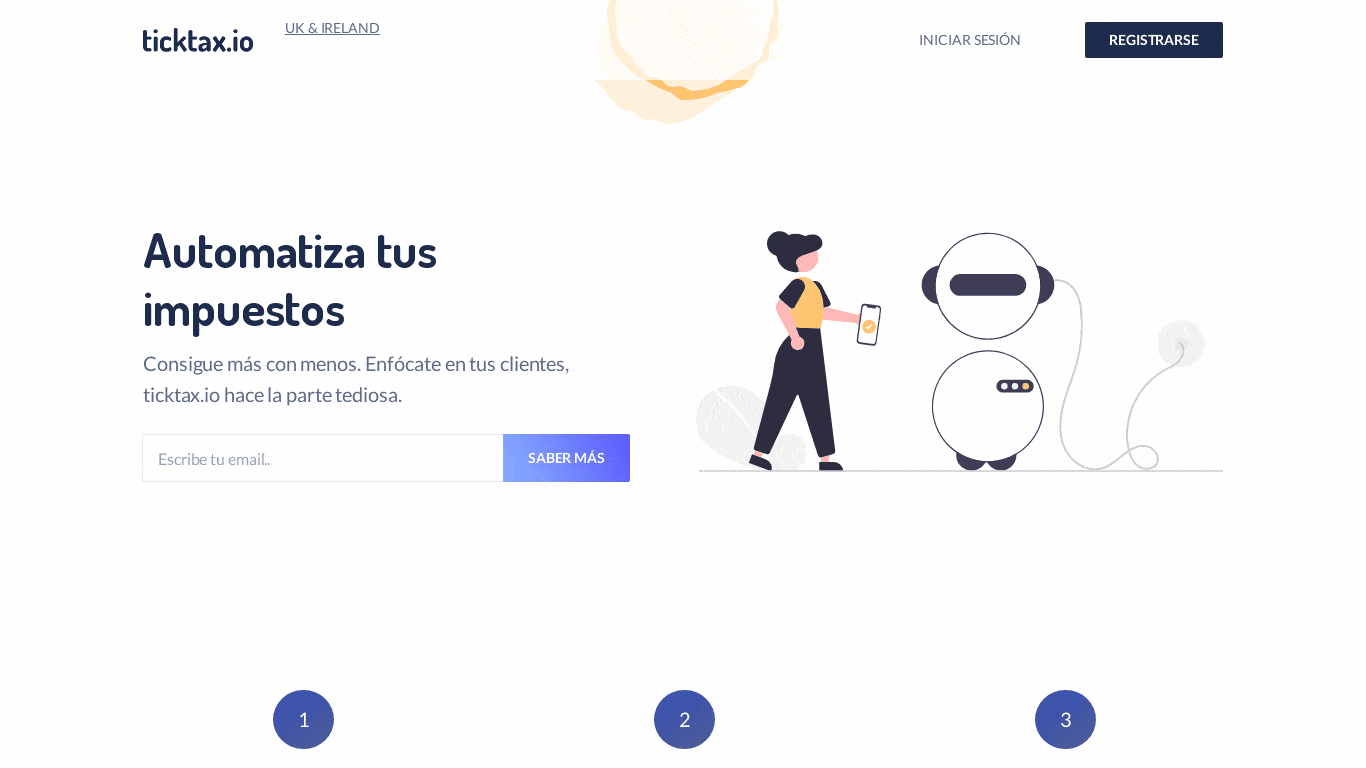 ticktax.io
UK & IRELAND
INICIAR SESIÓN
REGISTRARSE
Automatiza tus
impuestos
Consigue más con menos. Enfócate en tus clientes,
ticktax.io hace la parte tediosa.
Escribe tu email..
SABER MÁS
1
2
3